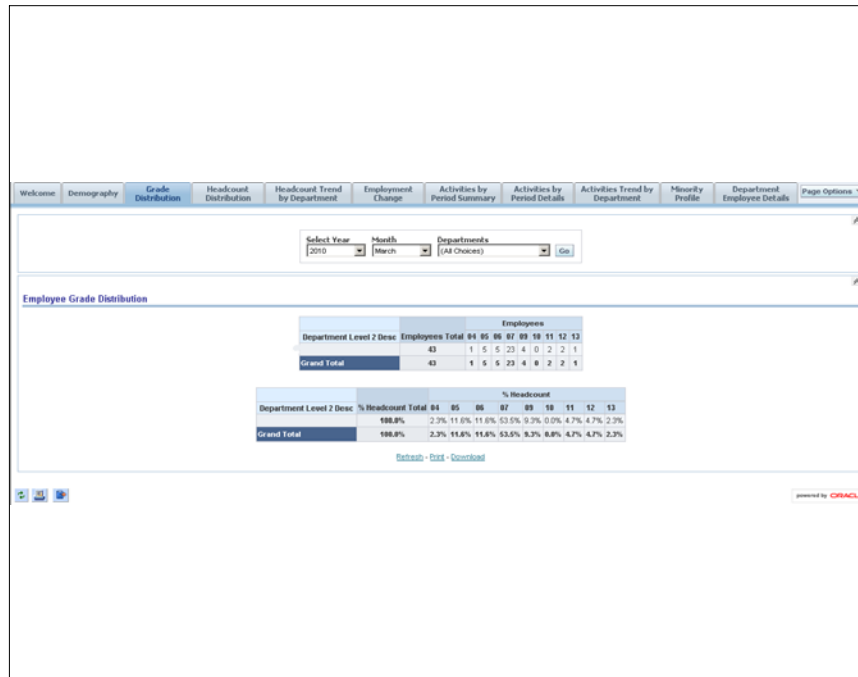 Welcome
Demography
Grade Distribution
Headcount Distribution
Headcount Trend by Department
Employment Change
Activities by Period Summary
Activities by Period Details
Activities Trend by Department
Minority Profile
Department Employee Details
Page Options
Select Year Month Departments
2010 March (All Choices) Go
Employee Grade Distribution
Employees
Department Level 2 Desc Employees Total 04 05 06 07 09 10 11 12 13
43 1 5 5 23 4 0 2 2 1
Grand Total 43 1 5 5 23 4 0 2 2 1
% Headcount
Department Level 2 Desc % Headcount Total 04 05 06 07 09 10 11 12 13
100.0% 2.3% 11.6% 11.6% 53.5% 9.3% 0.0% 4.7% 4.7% 2.3%
Grand Total 100.0% 2.3% 11.6% 11.6% 53.5% 9.3% 0.0% 4.7% 4.7% 2.3%
Refresh - Print - Download
powered by ORACL